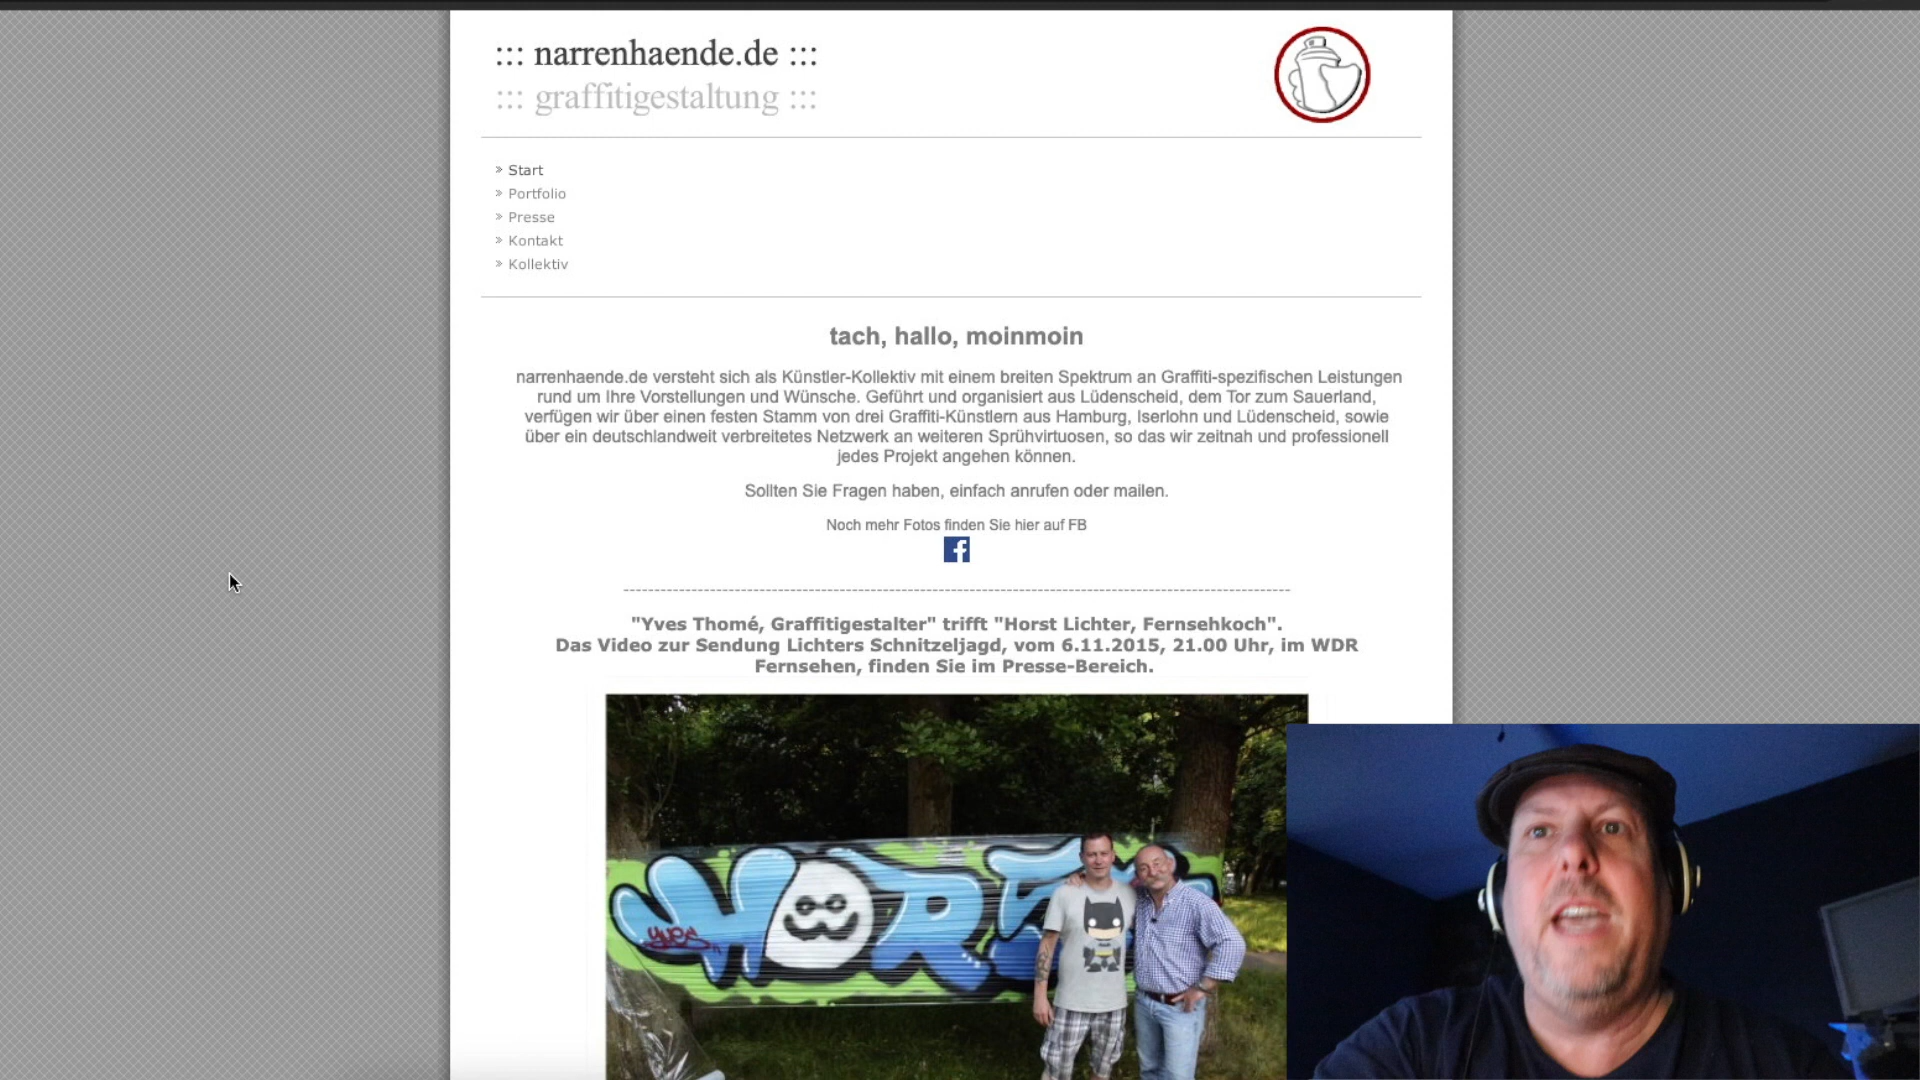 ::: narrenhaende.de :::
::: graffitigestaltung :::
» Start
» Portfolio
» Presse
» Kontakt
» Kollektiv
tach, hallo, moinmoin
narrenhaende.de versteht sich als Künstler-Kollektiv mit einem breiten Spektrum an Graffiti-spezifischen Leistungen
rund um Ihre Vorstellungen und Wünsche. Geführt und organisiert aus Lüdenscheid, dem Tor zum Sauerland,
verfügen wir über einen festen Stamm von drei Graffiti-Künstlern aus Hamburg, Iserlohn und Lüdenscheid, sowie
über ein deutschlandweit verbreitetes Netzwerk an weiteren Sprühvirtuosen, so das wir zeitnah und professionell
jedes Projekt angehen können.
Sollten Sie Fragen haben, einfach anrufen oder mailen.
Noch mehr Fotos finden Sie hier auf FB
f
"Yves Thomé, Graffitigestalter" trifft "Horst Lichter, Fernsehkoch".
Das Video zur Sendung Lichters Schnitzeljagd, vom 6.11.2015, 21.00 Uhr, im WDR
Fernsehen, finden Sie im Presse-Bereich.
HORS
yves